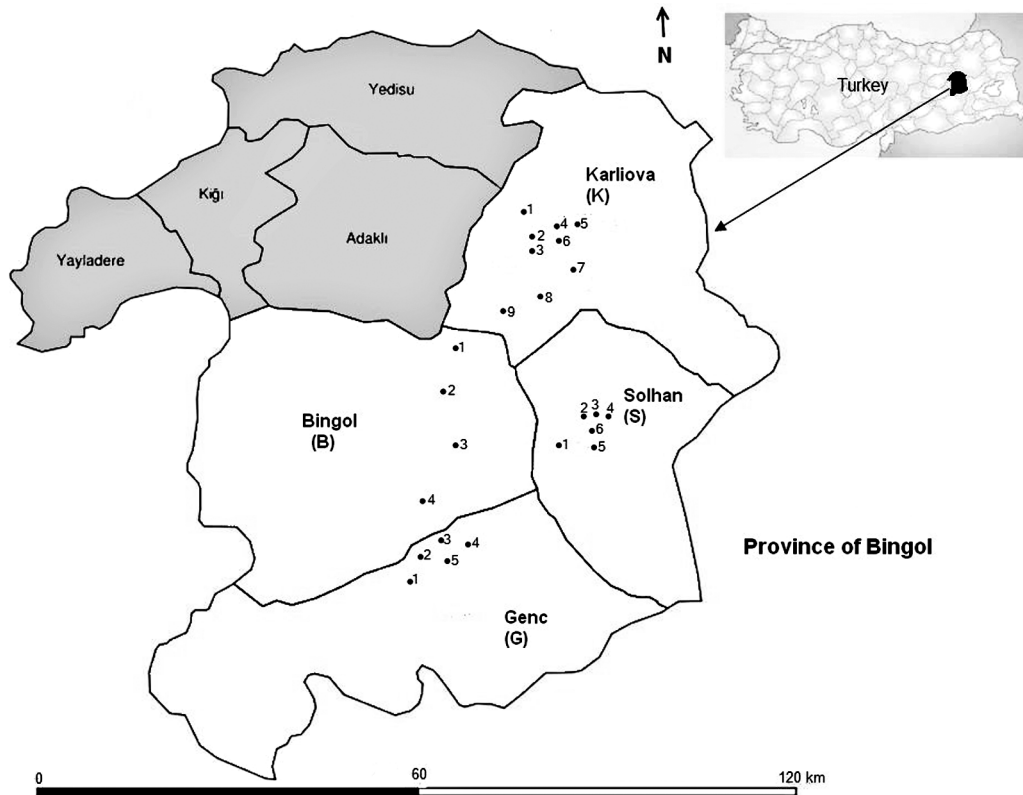 N
Turkey
Yedisu
Kiğı
Adaklı
Yayladere
Karliova
(K)
1
4
5
2
6
3
7
8
9
Bingol
(B)
1
2
3
4
Solhan
(S)
2
3
4
6
1
5
Province of Bingol
3
4
2
5
1
Genc
(G)
0
60
120 km